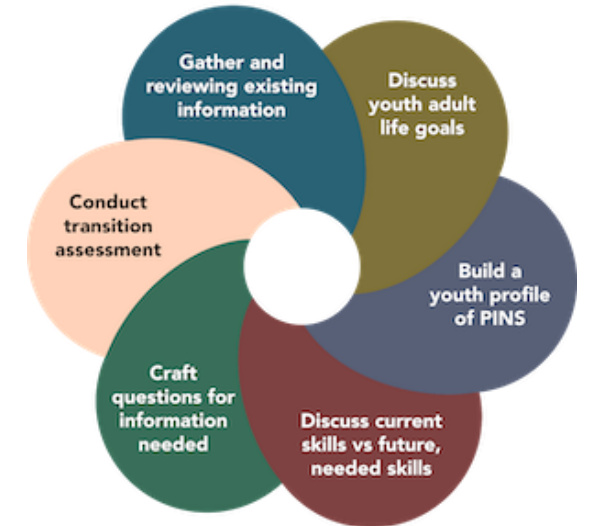 Gather and
reviewing existing
information
Discuss
youth adult
life goals
Build a
youth profile
of PINS
Discuss current
skills vs future,
needed skills
Craft
questions for
information
needed
Conduct
transition
assessment